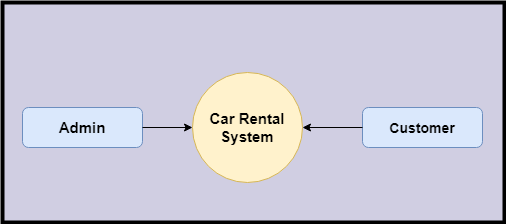 Admin
Car Rental
System
Customer